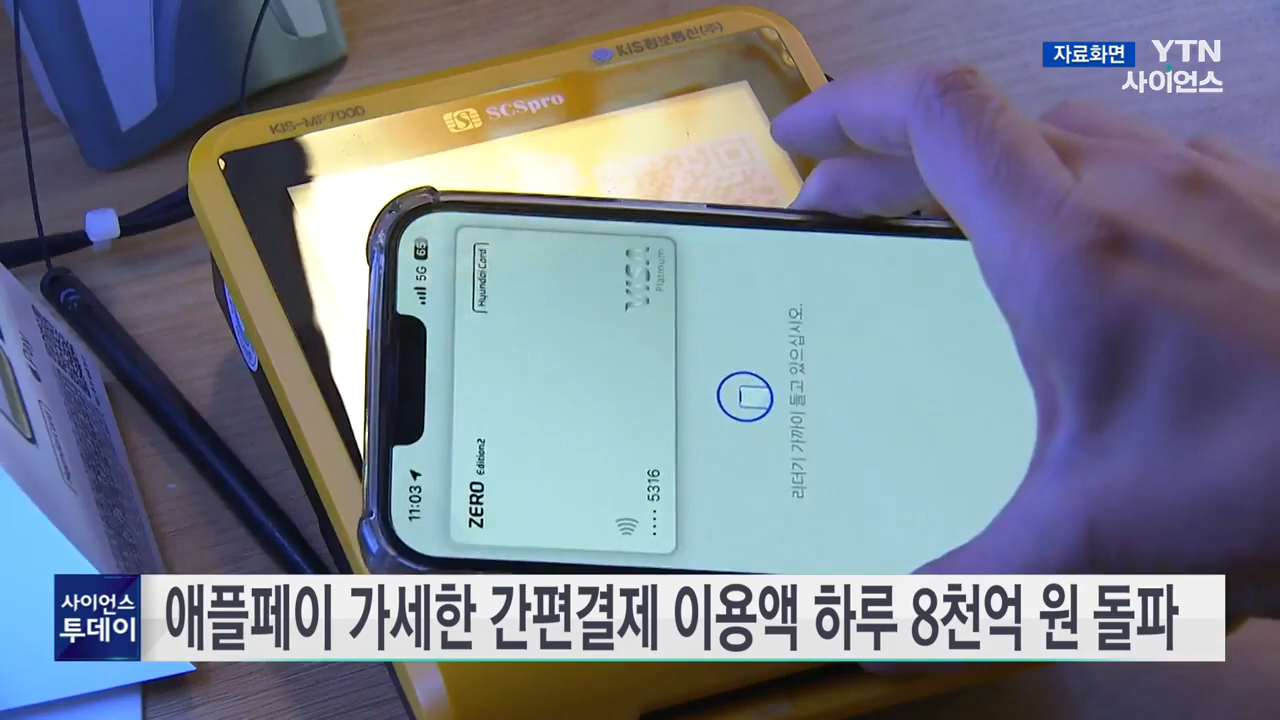 자료화면
YTN
사이언스
KIS정보통신(주)
KIS-MP7000
SCSpro
5G 68
11:03
Hyundai Card
VISA
Platinum
ZERO Edition2
•••• 5316
리더기 가까이 들고 있으십시오.
사이언스
투데이
애플페이 가세한 간편결제 이용액 하루 8천억 원 돌파